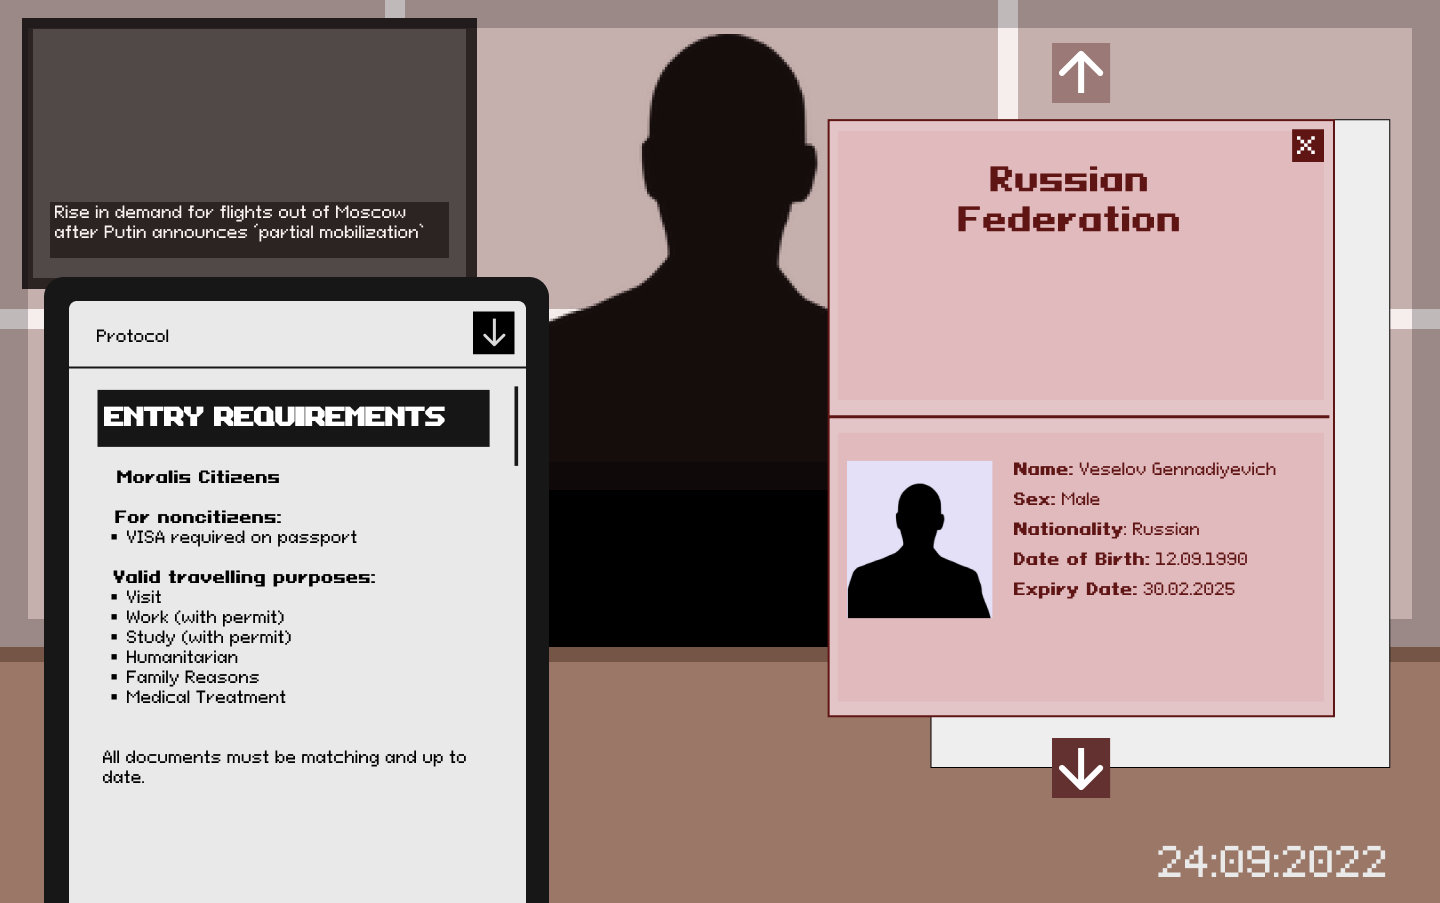 Rise in demand for flights out of Moscow
after Putin announces ´partial mobilization`
Protocol
ENTRY REQUIREMENTS
Moralis Citizens
For noncitizens:
▪ VISA required on passport
Valid travelling purposes:
▪ Visit
▪ Work (with permit)
▪ Study (with permit)
▪ Humanitarian
▪ Family Reasons
▪ Medical Treatment
All documents must be matching and up to
date.
Russian
Federation
Name: Veselov Gennadiyevich
Sex: Male
Nationality: Russian
Date of Birth: 12.09.1990
Expiry Date: 30.02.2025
24:09:2022